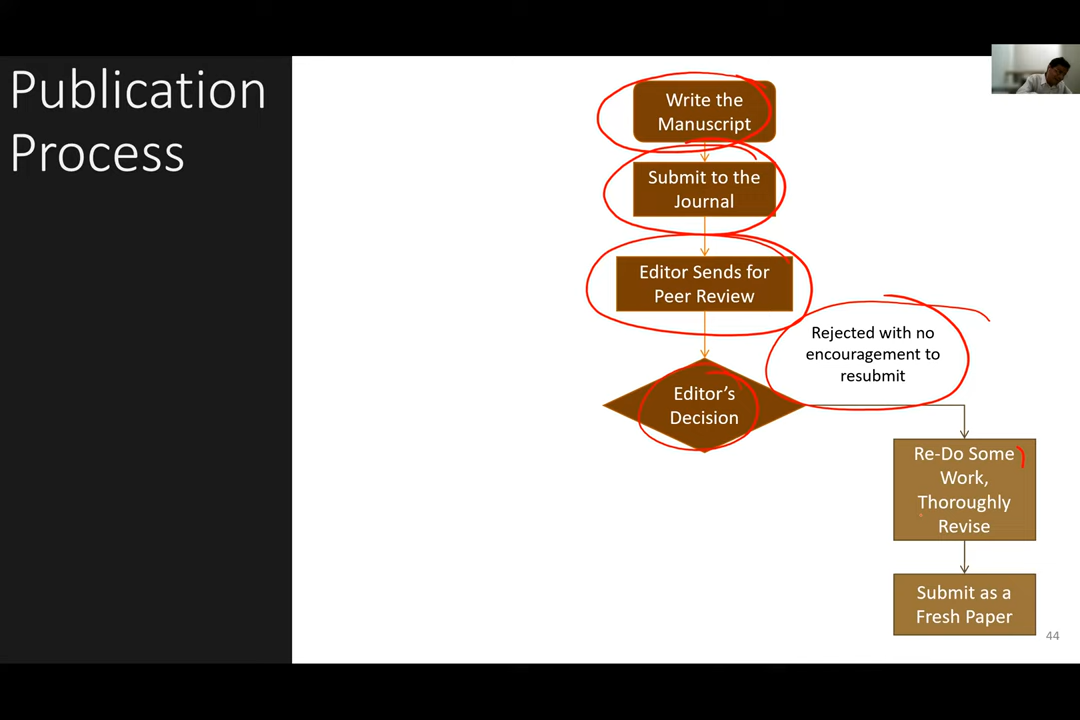 Publication
Process
Write the
Manuscript
Submit to the
Journal
Editor Sends for
Peer Review
Rejected with no
encouragement to
resubmit
Editor’s
Decision
Re-Do Some
Work,
Thoroughly
Revise
Submit as a
Fresh Paper
44